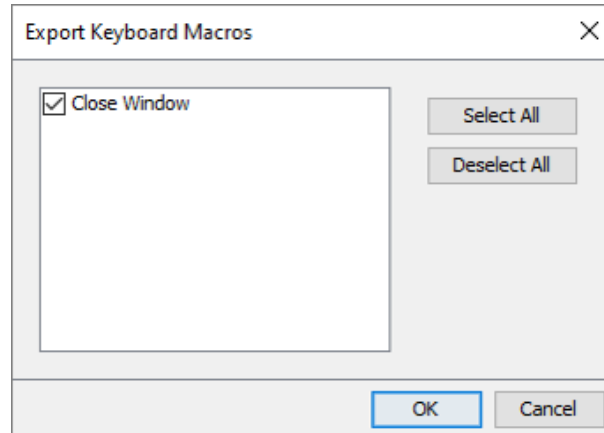 Export Keyboard Macros
Close Window
Select All
Deselect All
OK
Cancel